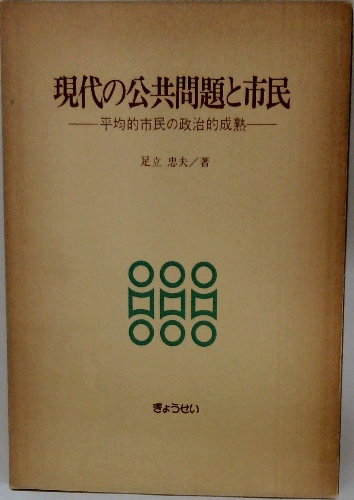 現代の公共問題と市民
——平均的市民の政治的成熟——
足立 忠夫／著
ぎょうせい